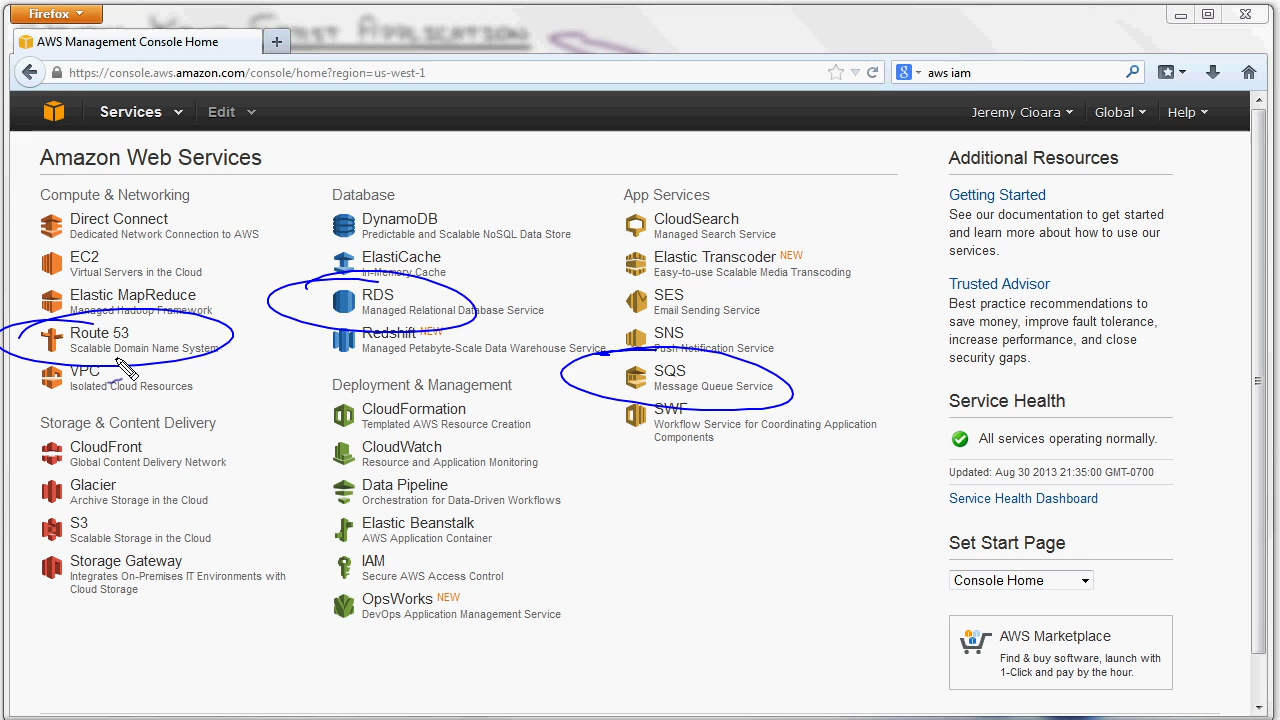 Firefox
First Application
AWS Management Console Home
https://console.aws.amazon.com/console/home?region=us-west-1
aws iam
Services Edit Jeremy Cioara Global Help
Amazon Web Services
Compute & Networking
Direct Connect
Dedicated Network Connection to AWS
EC2
Virtual Servers in the Cloud
Elastic MapReduce
Managed Hadoop Framework
Route 53
Scalable Domain Name System
VPC
Isolated Cloud Resources
Storage & Content Delivery
CloudFront
Global Content Delivery Network
Glacier
Archive Storage in the Cloud
S3
Scalable Storage in the Cloud
Storage Gateway
Integrates On-Premises IT Environments with
Cloud Storage
Database
DynamoDB
Predictable and Scalable NoSQL Data Store
ElastiCache
In-Memory Cache
RDS
Managed Relational Database Service
Redshift NEW
Managed Petabyte-Scale Data Warehouse Service
Deployment & Management
CloudFormation
Templated AWS Resource Creation
CloudWatch
Resource and Application Monitoring
Data Pipeline
Orchestration for Data-Driven Workflows
Elastic Beanstalk
AWS Application Container
IAM
Secure AWS Access Control
OpsWorks NEW
DevOps Application Management Service
App Services
CloudSearch
Managed Search Service
Elastic Transcoder NEW
Easy-to-use Scalable Media Transcoding
SES
Email Sending Service
SNS
Push Notification Service
SQS
Message Queue Service
SWF
Workflow Service for Coordinating Application
Components
Additional Resources
Getting Started
See our documentation to get started
and learn more about how to use our
services.
Trusted Advisor
Best practice recommendations to
save money, improve fault tolerance,
increase performance, and close
security gaps.
Service Health
All services operating normally.
Updated: Aug 30 2013 21:35:00 GMT-0700
Service Health Dashboard
Set Start Page
Console Home
AWS Marketplace
Find & buy software, launch with
1-Click and pay by the hour.